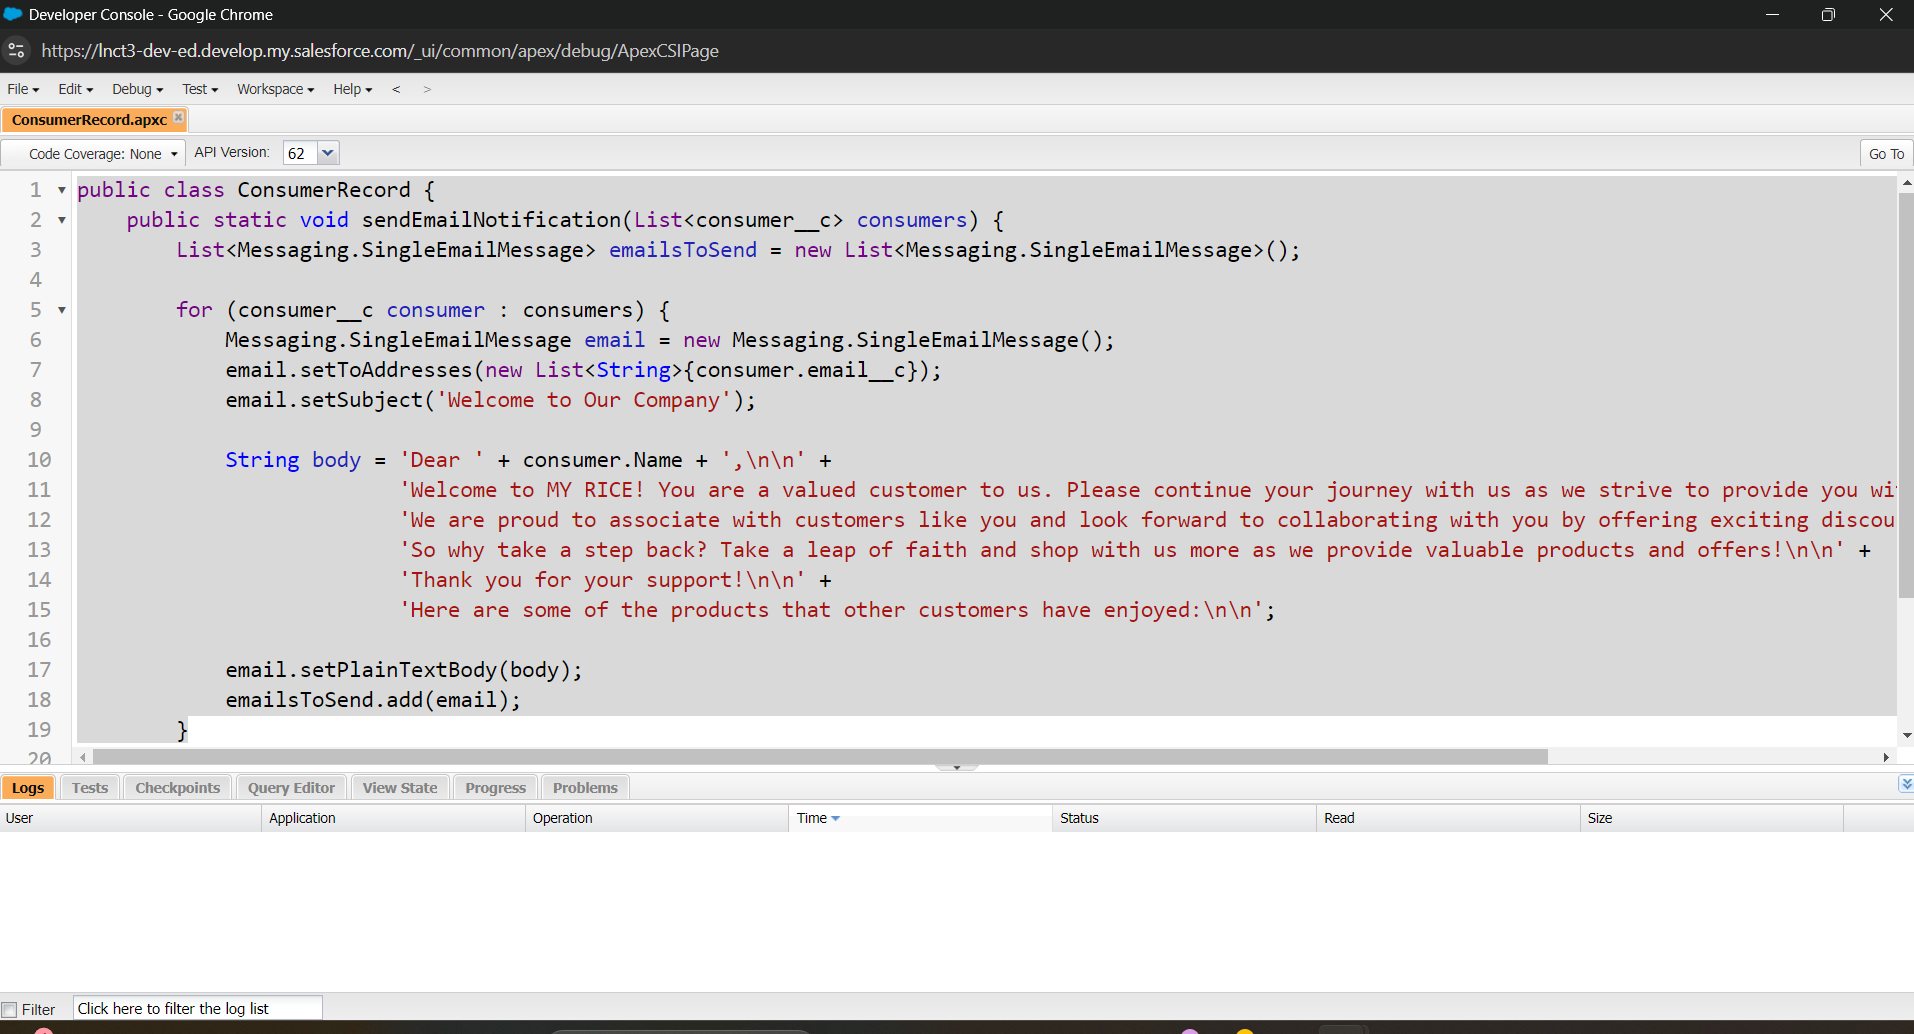 Developer Console - Google Chrome
https://lnct3-dev-ed.develop.my.salesforce.com/_ui/common/apex/debug/ApexCSIPage
File Edit Debug Test Workspace Help < >
ConsumerRecord.apxc
Code Coverage: None API Version: 62 Go To
1 public class ConsumerRecord {
2 public static void sendEmailNotification(List<consumer__c> consumers) {
3 List<Messaging.SingleEmailMessage> emailsToSend = new List<Messaging.SingleEmailMessage>();
4
5 for (consumer__c consumer : consumers) {
6 Messaging.SingleEmailMessage email = new Messaging.SingleEmailMessage();
7 email.setToAddresses(new List<String>{consumer.email__c});
8 email.setSubject('Welcome to Our Company');
9
10 String body = 'Dear ' + consumer.Name + ',\n\n' +
11 'Welcome to MY RICE! You are a valued customer to us. Please continue your journey with us as we strive to provide you wi
12 'We are proud to associate with customers like you and look forward to collaborating with you by offering exciting discou
13 'So why take a step back? Take a leap of faith and shop with us more as we provide valuable products and offers!\n\n' +
14 'Thank you for your support!\n\n' +
15 'Here are some of the products that other customers have enjoyed:\n\n';
16
17 email.setPlainTextBody(body);
18 emailsToSend.add(email);
19 }
20
Logs Tests Checkpoints Query Editor View State Progress Problems
User Application Operation Time Status Read Size
Filter Click here to filter the log list